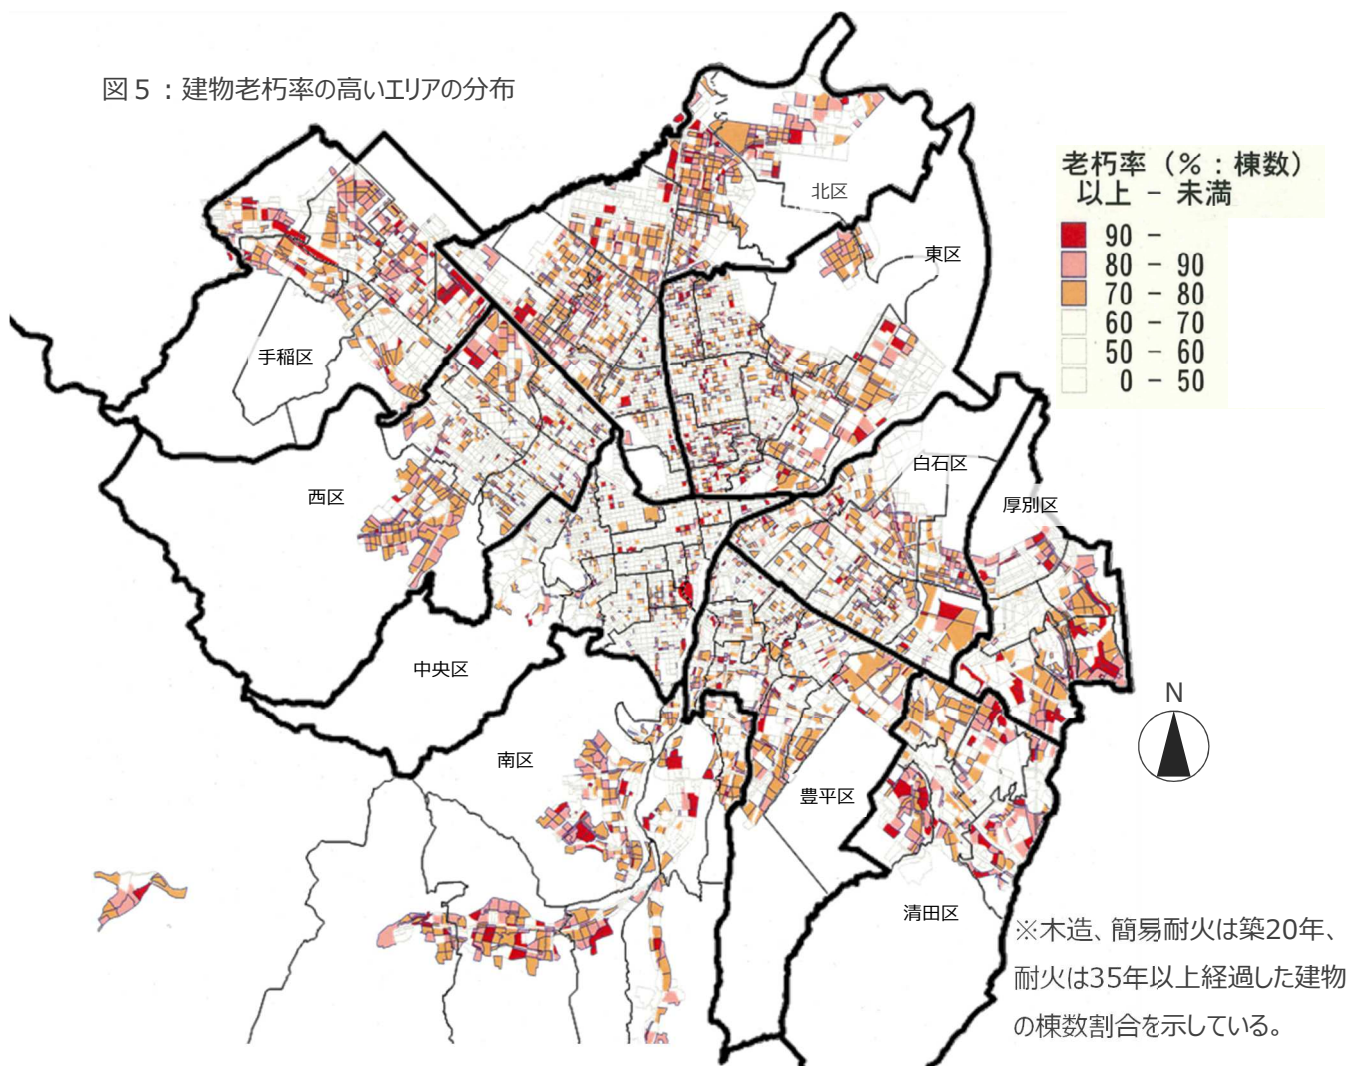 図５：建物老朽率の高いエリアの分布
老朽率（％：棟数）
以上 － 未満
90 －
80 － 90
70 － 80
60 － 70
50 － 60
0 － 50
北区
東区
手稲区
西区
白石区
厚別区
中央区
南区
豊平区
清田区
N
※木造、簡易耐火は築20年、
耐火は35年以上経過した建物
の棟数割合を示している。